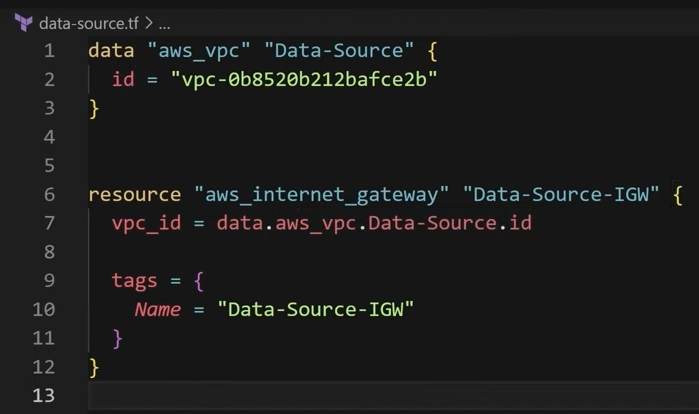 data-source.tf > ...
1 data "aws_vpc" "Data-Source" {
2 id = "vpc-0b8520b212bafce2b"
3 }
4
5
6 resource "aws_internet_gateway" "Data-Source-IGW" {
7 vpc_id = data.aws_vpc.Data-Source.id
8
9 tags = {
10 Name = "Data-Source-IGW"
11 }
12 }
13